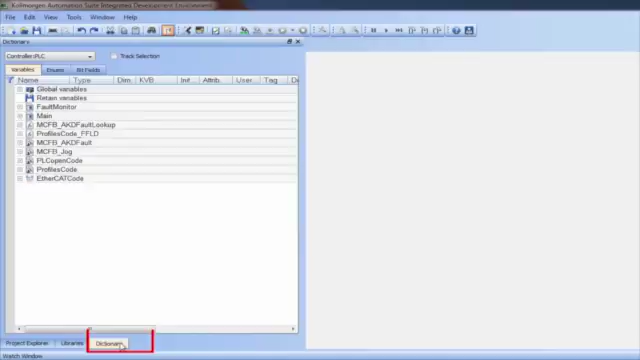 Kollmorgen Automation Suite Integrated Development Environment
File Edit View Tools Window Help
Dictionary
Controller:PLC Track Selection
Variables Enums Bit Fields
Name Type Dim. KVB Init... Attrib. User... Tag De
Global variables
Retain variables
FaultMonitor
Main
MCFB_AKDFaultLookup
ProfilesCode_FFLD
MCFB_AKDFault
MCFB_Jog
PLCopenCode
ProfilesCode
EtherCATCode
Project Explorer Libraries Dictionary
Watch Window